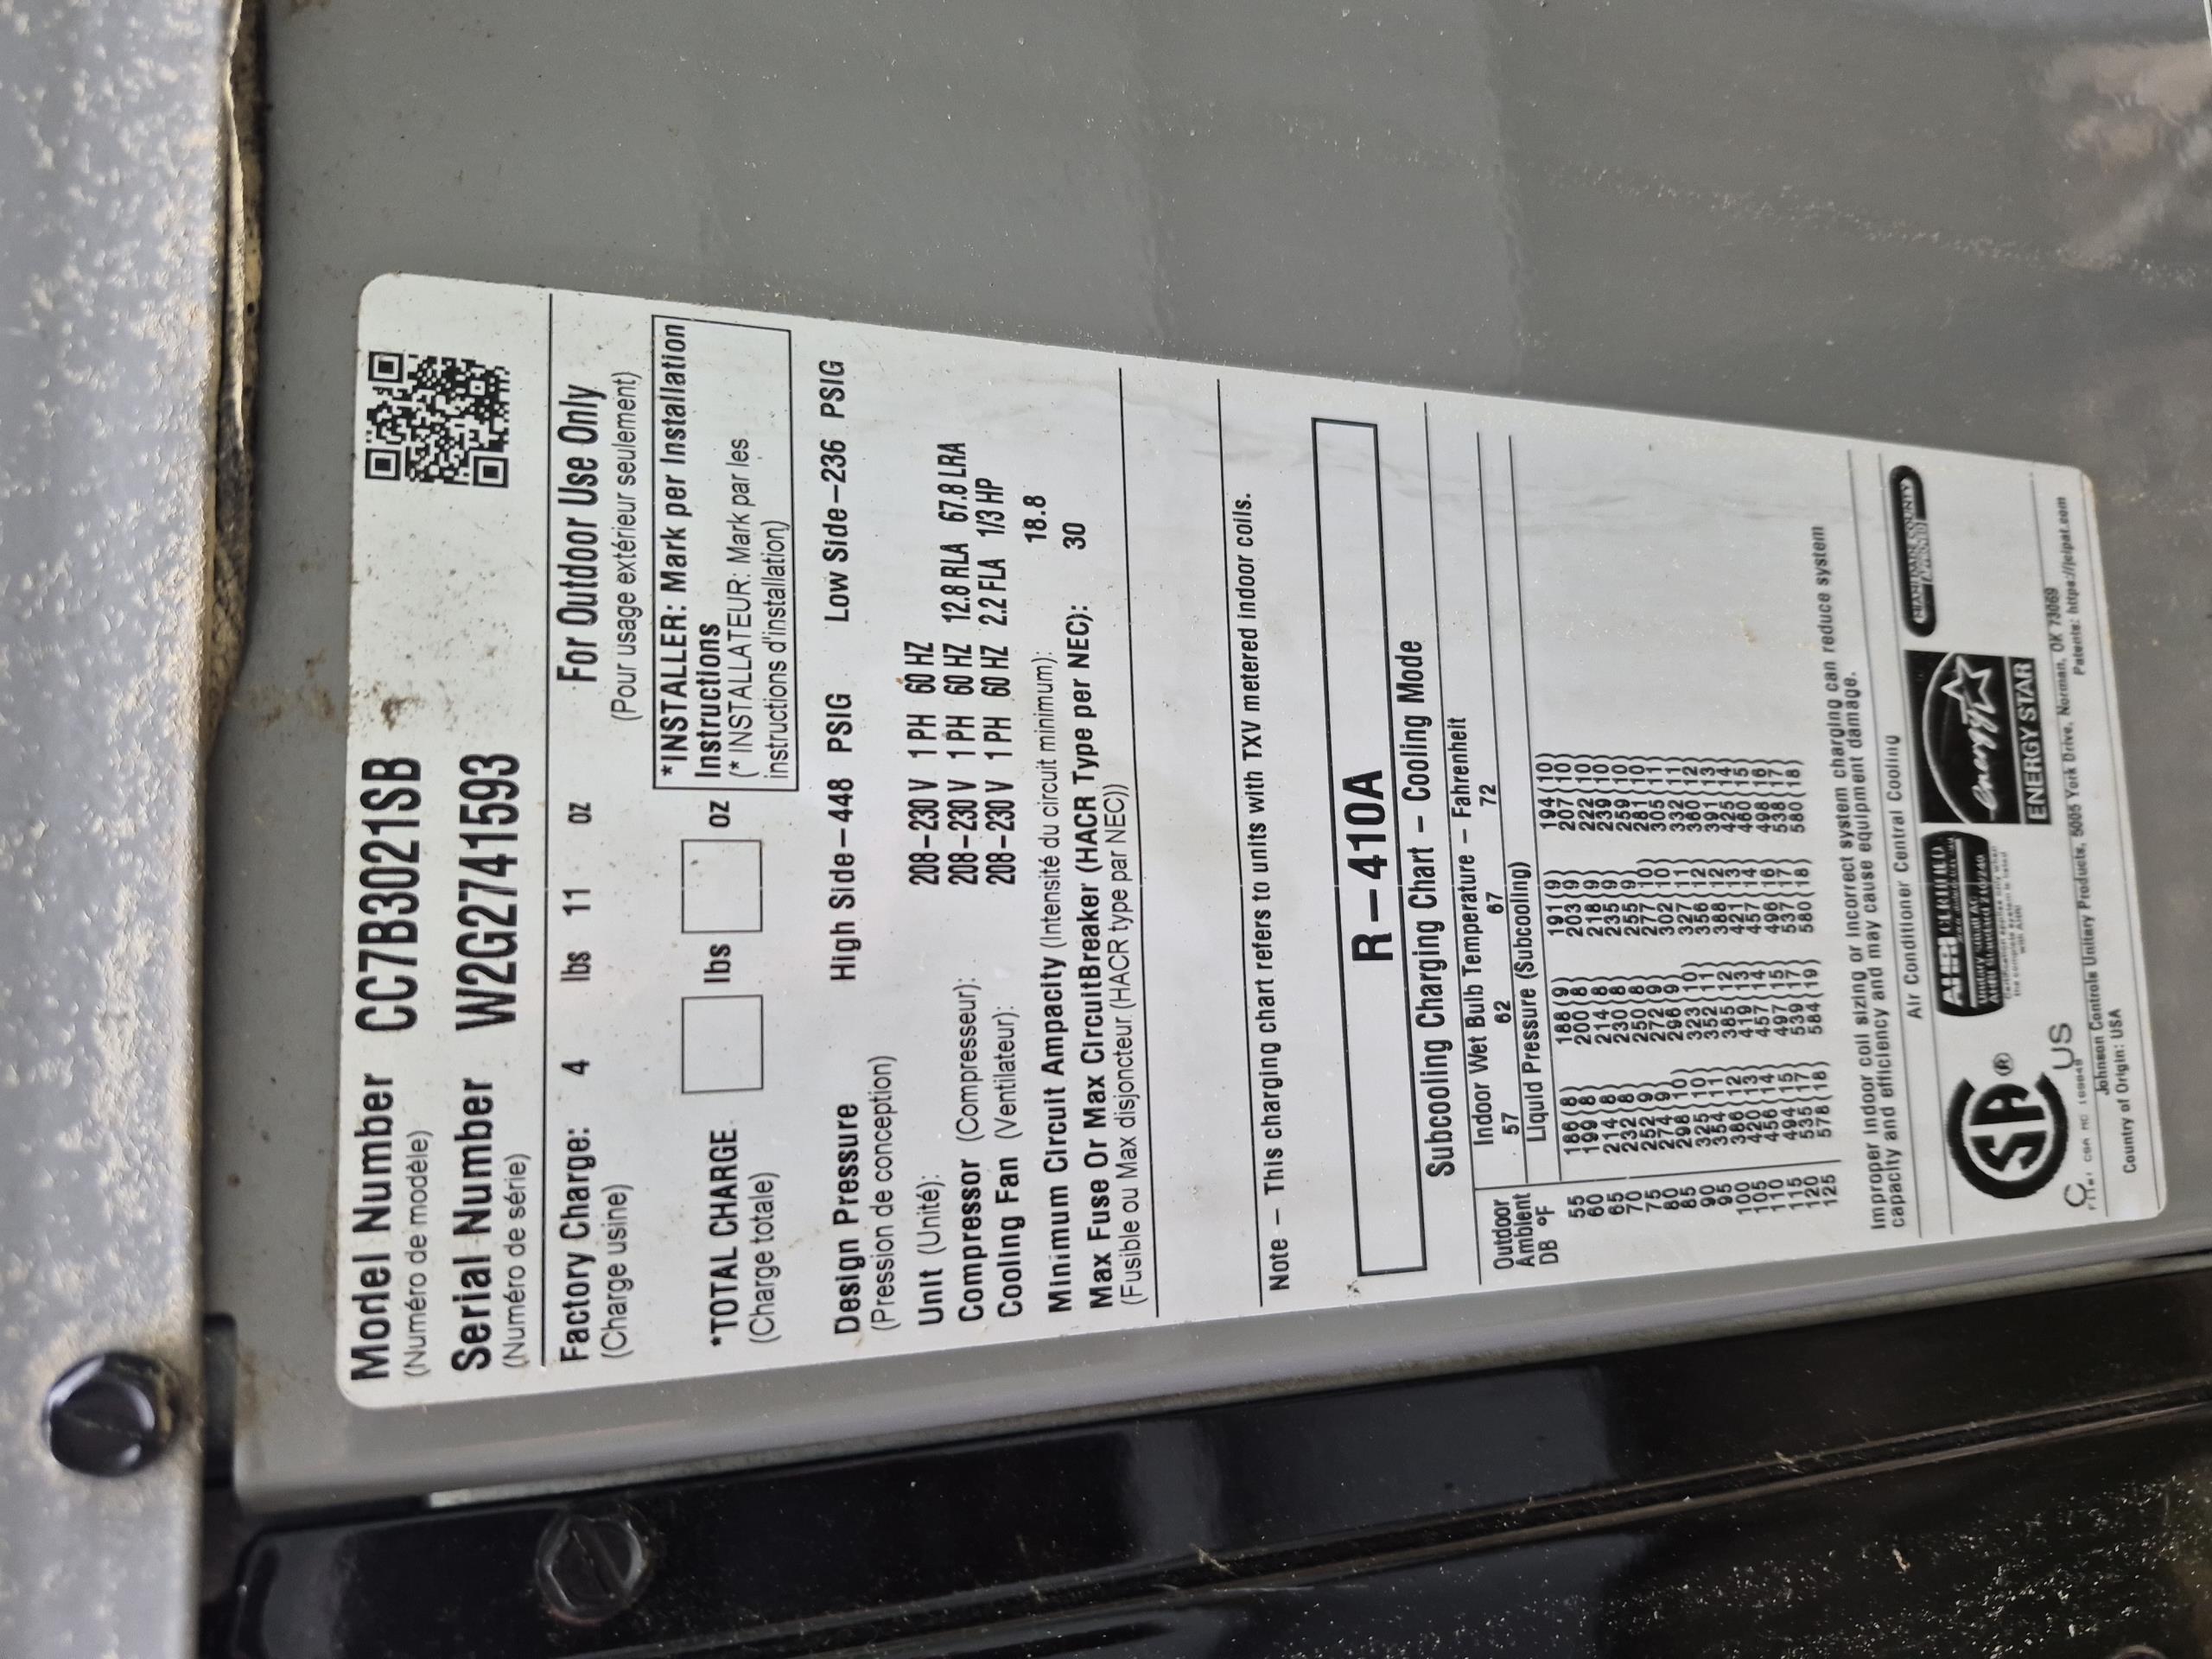 Model Number CC7B3021SB
(Numéro de modèle)
Serial Number W2G2741593
(Numéro de série)
Factory Charge: 4 lbs 11 oz For Outdoor Use Only
(Charge usine) (Pour usage extérieur seulement)
*INSTALLER: Mark per Installation
Instructions
(* INSTALLATEUR: Mark par les
instructions d'installation)
*TOTAL CHARGE lbs oz
(Charge totale)
Design Pressure High Side-448 PSIG Low Side-236 PSIG
(Pression de conception)
Unit (Unité): 208-230 V 1 PH 60 HZ
Compressor (Compresseur): 208-230 V 1 PH 60 HZ 12.8 RLA 67.8 LRA
Cooling Fan (Ventilateur): 208-230 V 1 PH 60 HZ 2.2 FLA 1/3 HP
Minimum Circuit Ampacity (Intensité du circuit minimum): 18.8
Max Fuse Or Max CircuitBreaker (HACR Type per NEC): 30
(Fusible ou Max disjoncteur (HACR type par NEC))
Note - This charging chart refers to units with TXV metered indoor coils.
R-410A
Subcooling Charging Chart - Cooling Mode
Outdoor Indoor Wet Bulb Temperature - Fahrenheit
Ambient 57 62 67 72
DB °F Liquid Pressure (Subcooling)
55 186(8) 188(9) 191(9) 194(10)
60 199(8) 200(8) 203(9) 207(10)
65 214(8) 214(8) 218(9) 222(10)
70 232(8) 230(8) 235(9) 239(10)
75 252(9) 250(8) 255(9) 259(10)
80 274(9) 272(9) 277(10) 281(10)
85 298(10) 296(9) 302(10) 305(11)
90 325(10) 323(10) 327(11) 332(11)
95 354(11) 352(11) 356(12) 360(12)
100 386(12) 385(12) 388(12) 391(13)
105 420(13) 419(13) 421(13) 425(14)
110 456(14) 457(14) 457(14) 460(15)
115 494(15) 497(15) 496(16) 498(16)
120 535(17) 539(17) 537(17) 538(17)
125 578(18) 584(19) 580(18) 580(18)
Improper indoor coil sizing or incorrect system charging can reduce system
capacity and efficiency and may cause equipment damage.
Air Conditioner Central Cooling
SA ®
C US
CERTIFIED
energy
ENERGY STAR
Johnson Controls Unitary Products, 5005 York Drive, Norman, OK 73069
Country of Origin: USA Patents: https://jcipat.com